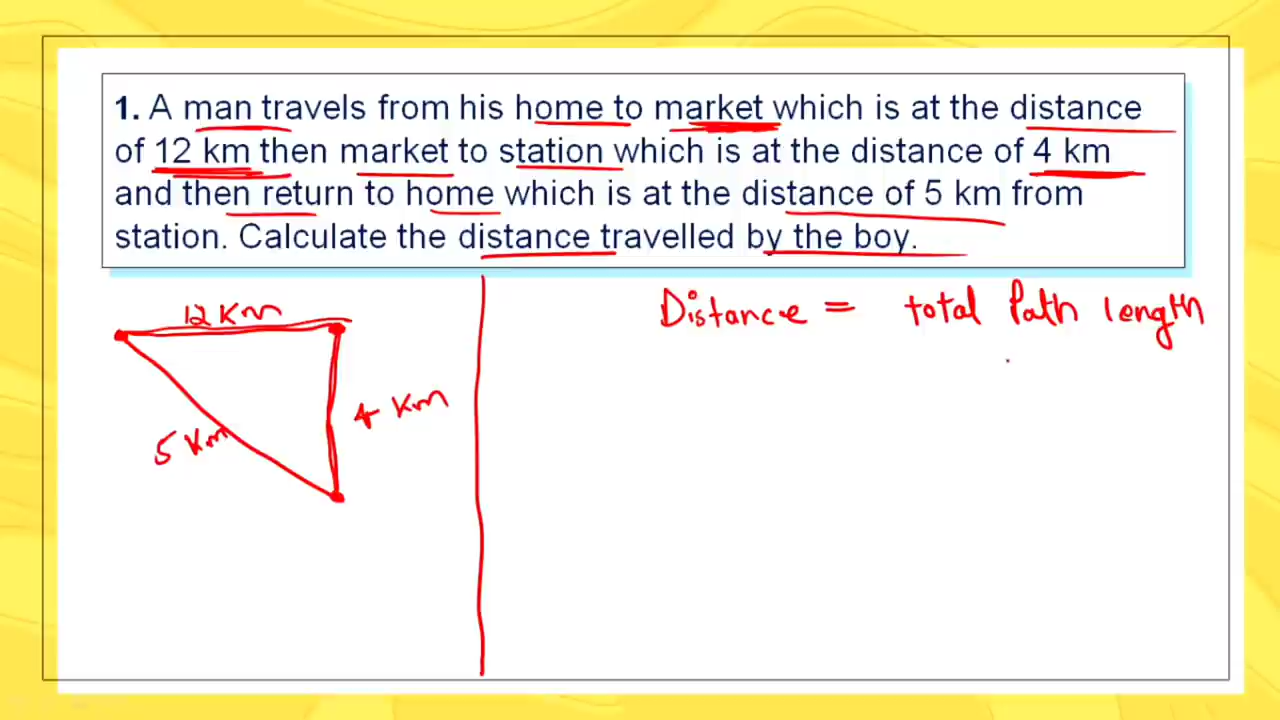 1. A man travels from his home to market which is at the distance
of 12 km then market to station which is at the distance of 4 km
and then return to home which is at the distance of 5 km from
station. Calculate the distance travelled by the boy.
12 Km
4 Km
5 Km
Distance = total Path length